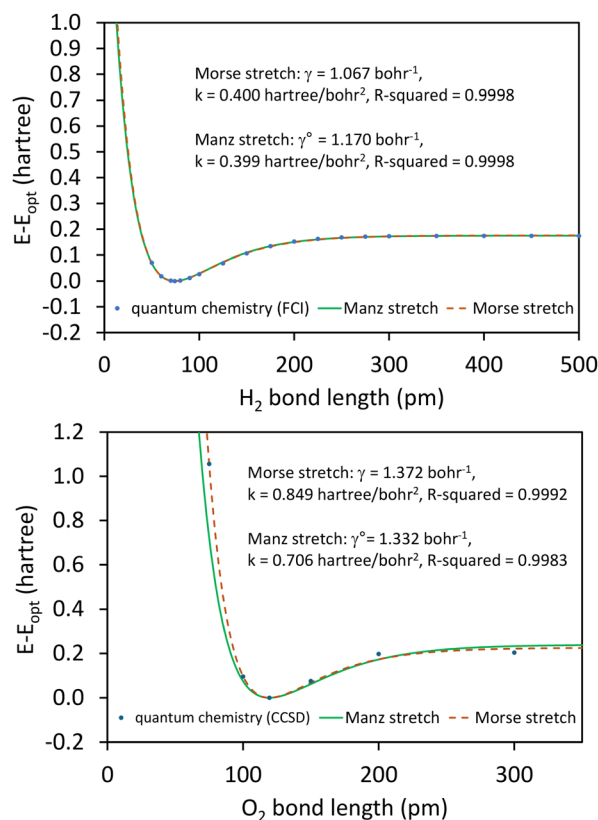 1.0
0.9
0.8
0.7
0.6
0.5
0.4
0.3
0.2
0.1
0.0
-0.1
-0.2
E-Eopt (hartree)
Morse stretch: γ = 1.067 bohr-1,
k = 0.400 hartree/bohr2, R-squared = 0.9998
Manz stretch: γ° = 1.170 bohr-1,
k = 0.399 hartree/bohr2, R-squared = 0.9998
quantum chemistry (FCI) Manz stretch Morse stretch
0 100 200 300 400 500
H2 bond length (pm)
1.2
1.0
0.8
0.6
0.4
0.2
0.0
-0.2
E-Eopt (hartree)
Morse stretch: γ = 1.372 bohr-1,
k = 0.849 hartree/bohr2, R-squared = 0.9992
Manz stretch: γ°= 1.332 bohr-1,
k = 0.706 hartree/bohr2, R-squared = 0.9983
quantum chemistry (CCSD) Manz stretch Morse stretch
0 100 200 300
O2 bond length (pm)